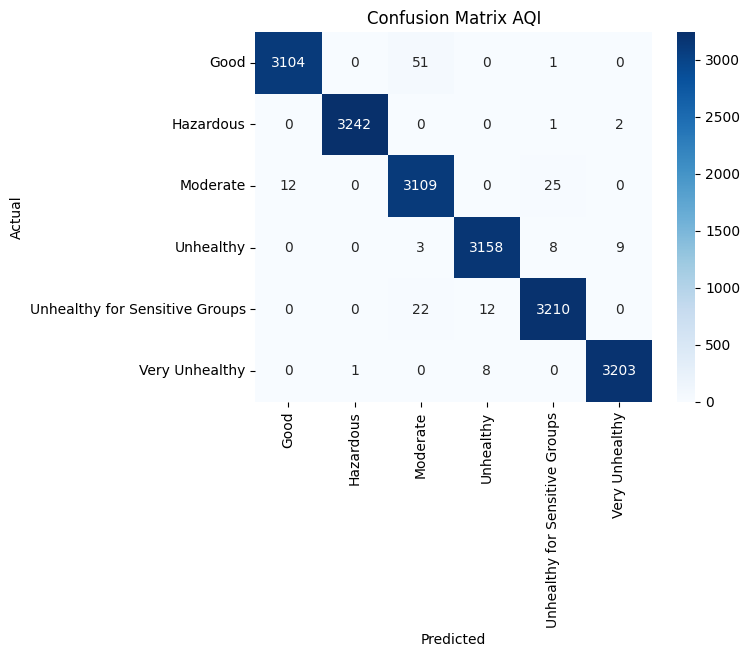 Confusion Matrix AQI
Actual
Good 3104 0 51 0 1 0
Hazardous 0 3242 0 0 1 2
Moderate 12 0 3109 0 25 0
Unhealthy 0 0 3 3158 8 9
Unhealthy for Sensitive Groups 0 0 22 12 3210 0
Very Unhealthy 0 1 0 8 0 3203
Good
Hazardous
Moderate
Unhealthy
Unhealthy for Sensitive Groups
Very Unhealthy
Predicted
3000
2500
2000
1500
1000
500
0